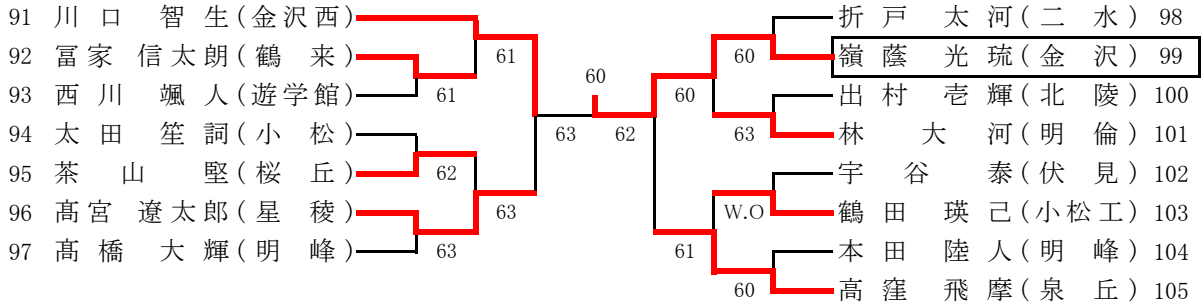 91 川口 智生(金沢西)
92 冨家 信太朗(鶴来)
93 西川 颯人(遊学館)
94 太田 笙詞(小松)
95 茶山 堅(桜丘)
96 髙宮 遼太郎(星稜)
97 髙橋 大輝(明峰)
61
61
62
63
63
63
60
62
折戸 太河(二水) 98
嶺蔭 光琉(金沢) 99
出村 壱輝(北陵) 100
林 大河(明倫) 101
宇谷 泰(伏見) 102
鶴田 瑛己(小松工) 103
本田 陸人(明峰) 104
高窪 飛摩(泉丘) 105
60
60
63
W.O
61
60